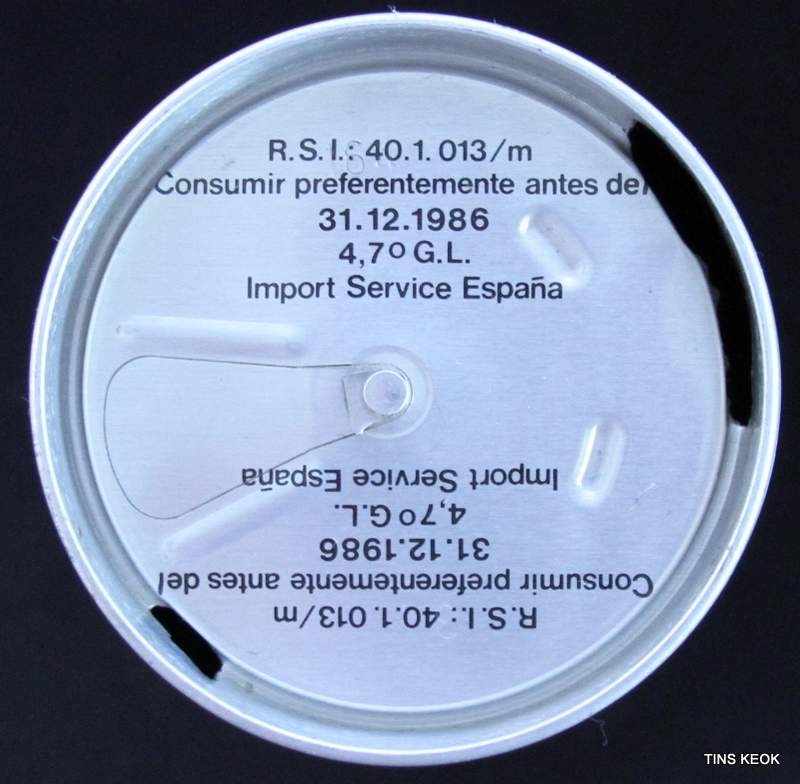 R.S.I.: 40.1.013/m
Consumir preferentemente antes del
31.12.1986
4,7º G.L.
Import Service España
Import Service España
4,7º G.L.
31.12.1986
Consumir preferentemente antes del
R.S.I.: 40.1.013/m
TINS KEOK